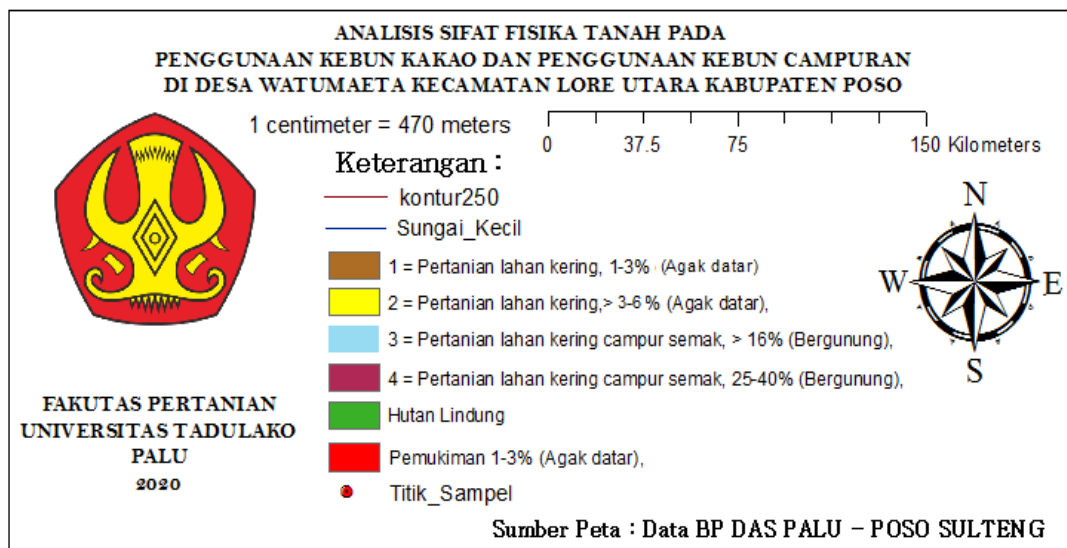 ANALISIS SIFAT FISIKA TANAH PADA
PENGGUNAAN KEBUN KAKAO DAN PENGGUNAAN KEBUN CAMPURAN
DI DESA WATUMAETA KECAMATAN LORE UTARA KABUPATEN POSO
1 centimeter = 470 meters
0 37.5 75 150 Kilometers
Keterangan :
kontur250
Sungai_Kecil
1 = Pertanian lahan kering, 1-3% (Agak datar)
2 = Pertanian lahan kering,> 3-6 % (Agak datar),
3 = Pertanian lahan kering campur semak, > 16% (Bergunung),
4 = Pertanian lahan kering campur semak, 25-40% (Bergunung),
Hutan Lindung
Pemukiman 1-3% (Agak datar),
Titik_Sampel
N
W E
S
FAKUTAS PERTANIAN
UNIVERSITAS TADULAKO
PALU
2020
Sumber Peta : Data BP DAS PALU – POSO SULTENG